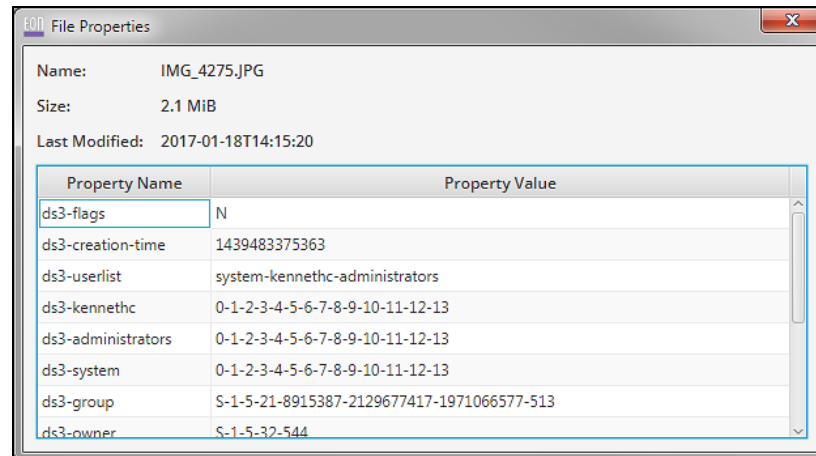 EON File Properties
Name: IMG_4275.JPG
Size: 2.1 MiB
Last Modified: 2017-01-18T14:15:20
Property Name Property Value
ds3-flags N
ds3-creation-time 1439483375363
ds3-userlist system-kennethc-administrators
ds3-kennethc 0-1-2-3-4-5-6-7-8-9-10-11-12-13
ds3-administrators 0-1-2-3-4-5-6-7-8-9-10-11-12-13
ds3-system 0-1-2-3-4-5-6-7-8-9-10-11-12-13
ds3-group S-1-5-21-8915387-2129677417-1971066577-513
ds3-owner S-1-5-32-544